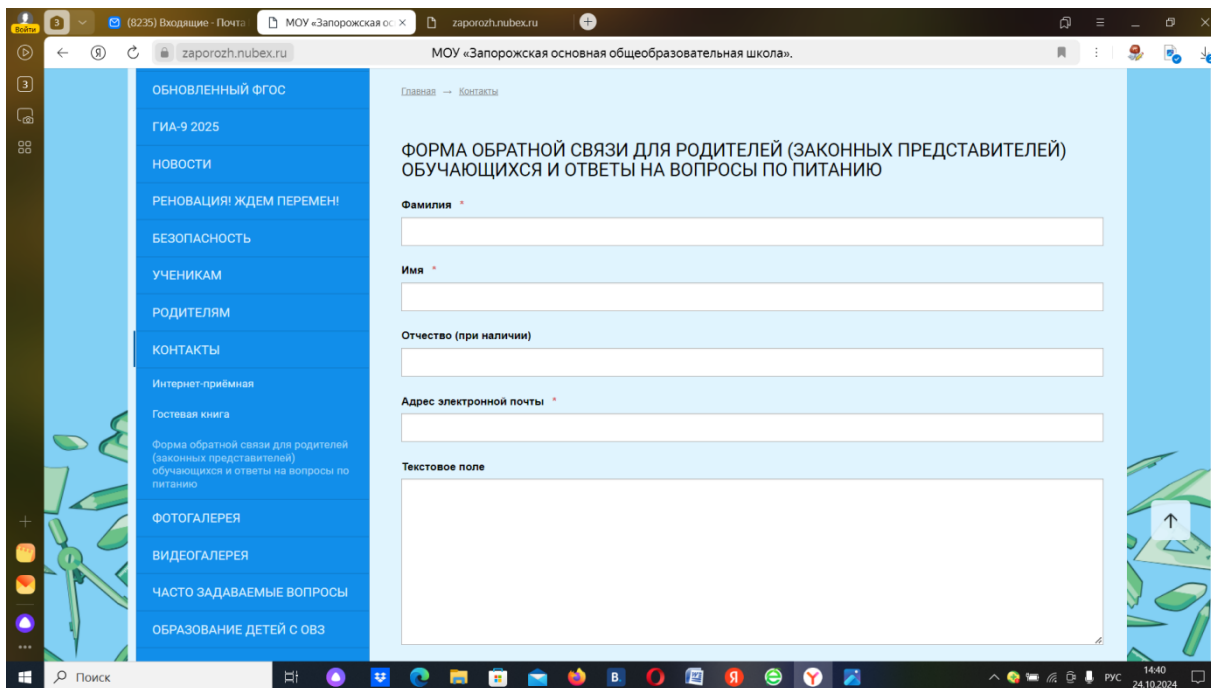 Войти
3
(8235) Входящие - Почта
МОУ «Запорожская ос
zaporozh.nubex.ru
zaporozh.nubex.ru
МОУ «Запорожская основная общеобразовательная школа».
3
ОБНОВЛЕННЫЙ ФГОС
ГИА-9 2025
НОВОСТИ
РЕНОВАЦИЯ! ЖДЕМ ПЕРЕМЕН!
БЕЗОПАСНОСТЬ
УЧЕНИКАМ
РОДИТЕЛЯМ
КОНТАКТЫ
Интернет-приёмная
Гостевая книга
Форма обратной связи для родителей
(законных представителей)
обучающихся и ответы на вопросы по
питанию
ФОТОГАЛЕРЕЯ
ВИДЕОГАЛЕРЕЯ
ЧАСТО ЗАДАВАЕМЫЕ ВОПРОСЫ
ОБРАЗОВАНИЕ ДЕТЕЙ С ОВЗ
Главная → Контакты
ФОРМА ОБРАТНОЙ СВЯЗИ ДЛЯ РОДИТЕЛЕЙ (ЗАКОННЫХ ПРЕДСТАВИТЕЛЕЙ)
ОБУЧАЮЩИХСЯ И ОТВЕТЫ НА ВОПРОСЫ ПО ПИТАНИЮ
Фамилия *
Имя *
Отчество (при наличии)
Адрес электронной почты *
Текстовое поле
Поиск
РУС
14:40
24.10.2024